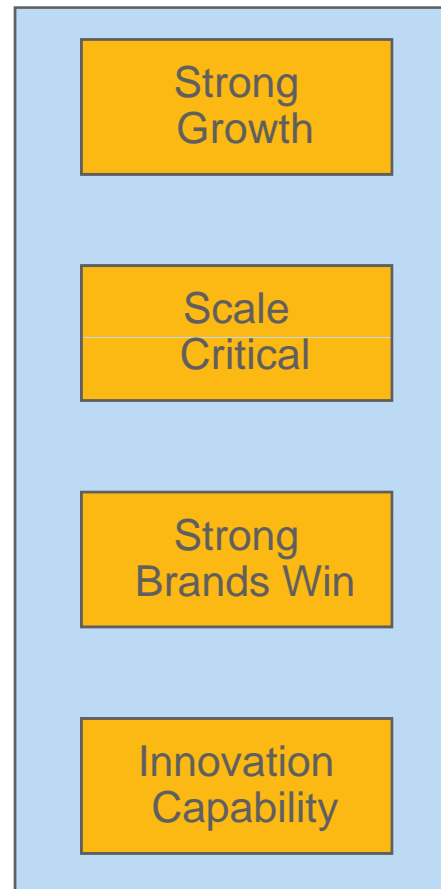 Strong
Growth
Scale
Critical
Strong
Brands Win
Innovation
Capability